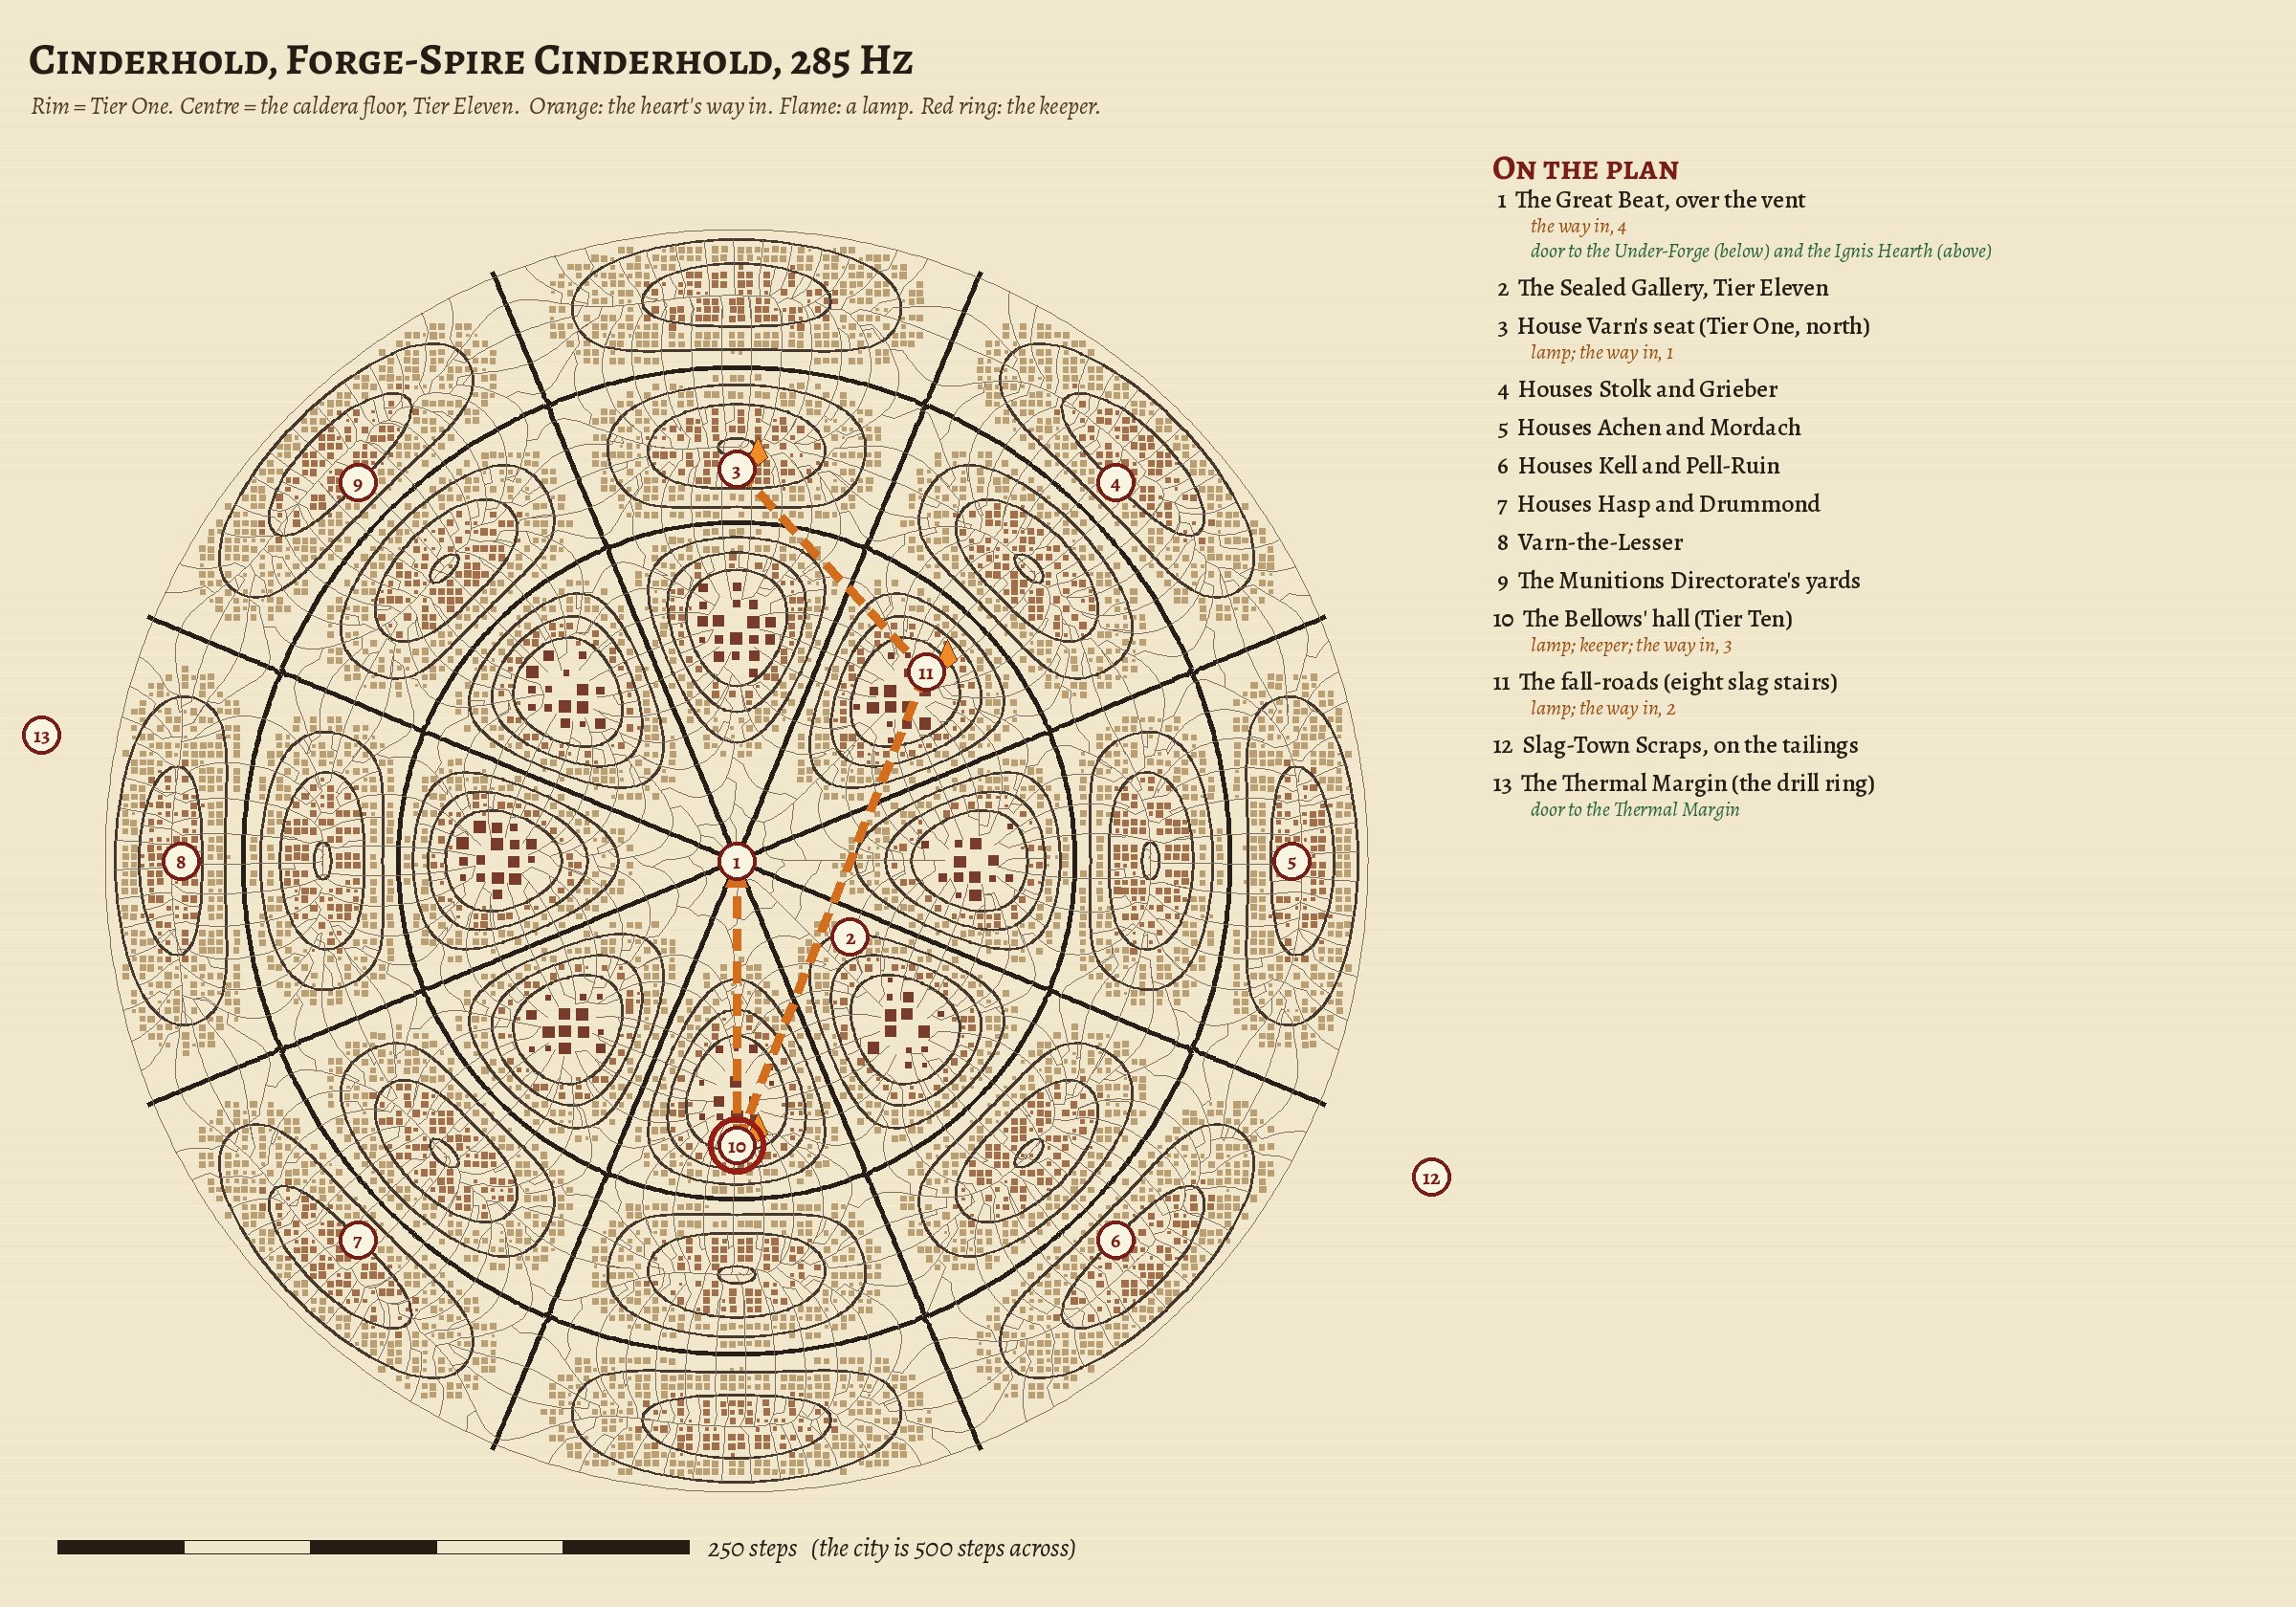 Cinderhold, Forge-Spire Cinderhold, 285 Hz
Rim = Tier One. Centre = the caldera floor, Tier Eleven. Orange: the heart's way in. Flame: a lamp. Red ring: the keeper.
On the plan
1 The Great Beat, over the vent
the way in, 4
door to the Under-Forge (below) and the Ignis Hearth (above)
2 The Sealed Gallery, Tier Eleven
3 House Varn's seat (Tier One, north)
lamp; the way in, 1
4 Houses Stolk and Grieber
5 Houses Achen and Mordach
6 Houses Kell and Pell-Ruin
7 Houses Hasp and Drummond
8 Varn-the-Lesser
9 The Munitions Directorate's yards
10 The Bellows' hall (Tier Ten)
lamp; keeper; the way in, 3
11 The fall-roads (eight slag stairs)
lamp; the way in, 2
12 Slag-Town Scraps, on the tailings
13 The Thermal Margin (the drill ring)
door to the Thermal Margin
3
9
4
11
13
1
8
5
2
10
12
7
6
250 steps (the city is 500 steps across)